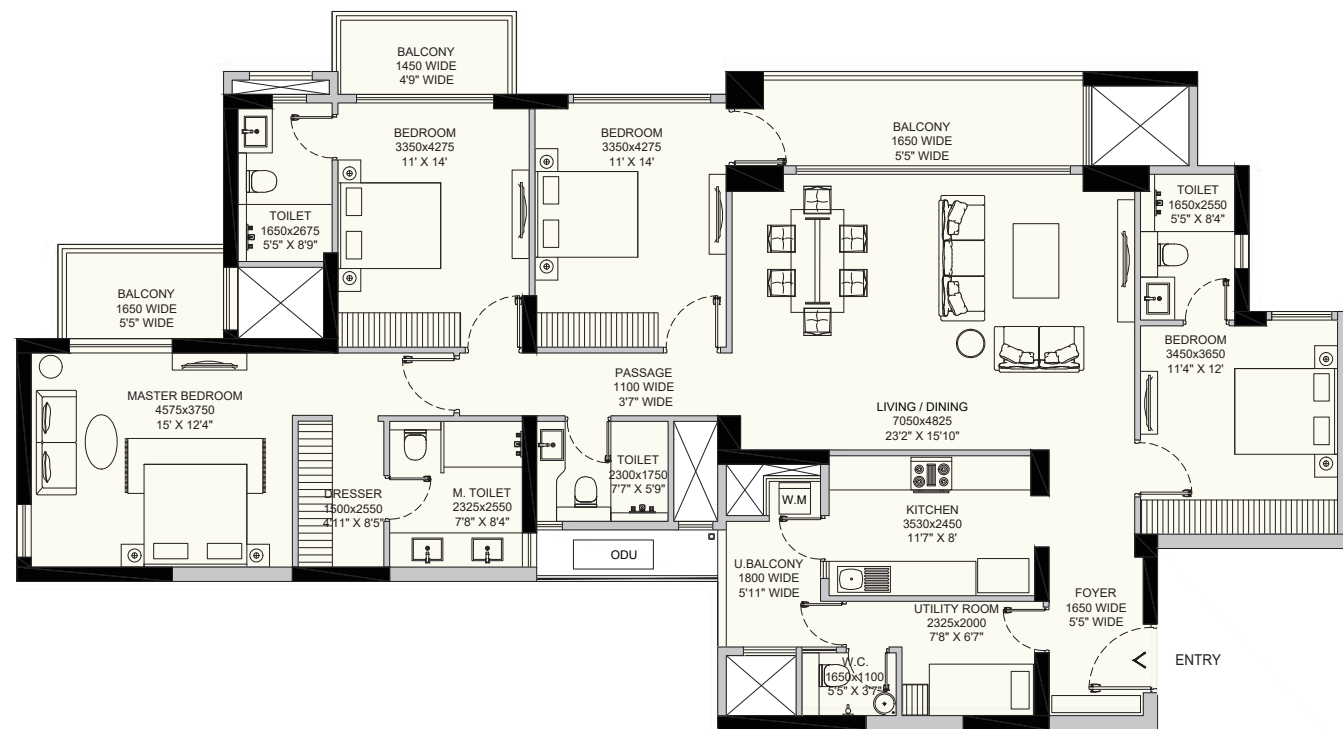 BALCONY
1450 WIDE
4'9" WIDE
BEDROOM
3350x4275
11' X 14'
BEDROOM
3350x4275
11' X 14'
BALCONY
1650 WIDE
5'5" WIDE
TOILET
1650x2675
5'5" X 8'9"
TOILET
1650x2550
5'5" X 8'4"
BALCONY
1650 WIDE
5'5" WIDE
BEDROOM
3450x3650
11'4" X 12'
MASTER BEDROOM
4575x3750
15' X 12'4"
PASSAGE
1100 WIDE
3'7" WIDE
LIVING / DINING
7050x4825
23'2" X 15'10"
DRESSER
1500x2550
4'11" X 8'5"
M. TOILET
2325x2550
7'8" X 8'4"
TOILET
2300x1750
7'7" X 5'9"
W.M
KITCHEN
3530x2450
11'7" X 8'
ODU
U.BALCONY
1800 WIDE
5'11" WIDE
UTILITY ROOM
2325x2000
7'8" X 6'7"
FOYER
1650 WIDE
5'5" WIDE
W.C.
1650x1100
5'5" X 3'7"
ENTRY